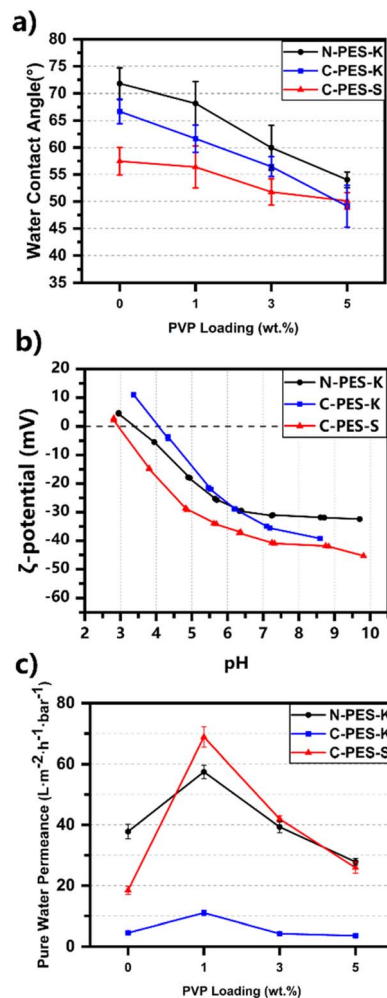 a)
Water Contact Angle(°)
75
70
65
60
55
50
45
40
35
N-PES-K
C-PES-K
C-PES-S
0 1 3 5
PVP Loading (wt.%)
b)
ζ-potential (mV)
20
10
0
-10
-20
-30
-40
-50
-60
N-PES-K
C-PES-K
C-PES-S
2 3 4 5 6 7 8 9 10
pH
c)
Pure Water Permeance (L·m⁻²·h⁻¹·bar⁻¹)
80
60
40
20
0
N-PES-K
C-PES-K
C-PES-S
0 1 3 5
PVP Loading (wt.%)